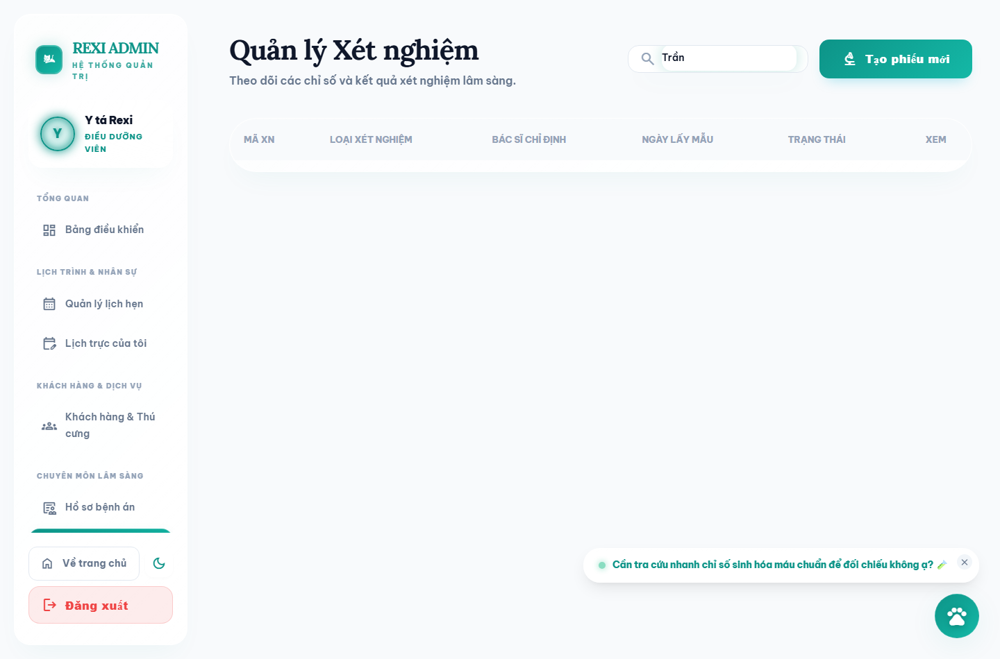 REXI ADMIN
HỆ THỐNG QUẢN
TRỊ
Y
Y tá Rexi
ĐIỀU DƯỠNG
VIÊN
TỔNG QUAN
Bảng điều khiển
LỊCH TRÌNH & NHÂN SỰ
Quản lý lịch hẹn
Lịch trực của tôi
KHÁCH HÀNG & DỊCH VỤ
Khách hàng & Thú
cưng
CHUYÊN MÔN LÂM SÀNG
Hồ sơ bệnh án
Về trang chủ
Đăng xuất
Quản lý Xét nghiệm
Theo dõi các chỉ số và kết quả xét nghiệm lâm sàng.
Trần
Tạo phiếu mới
MÃ XN LOẠI XÉT NGHIỆM BÁC SĨ CHỈ ĐỊNH NGÀY LẤY MẪU TRẠNG THÁI XEM
Cần tra cứu nhanh chỉ số sinh hóa máu chuẩn để đối chiếu không ạ? 🧪